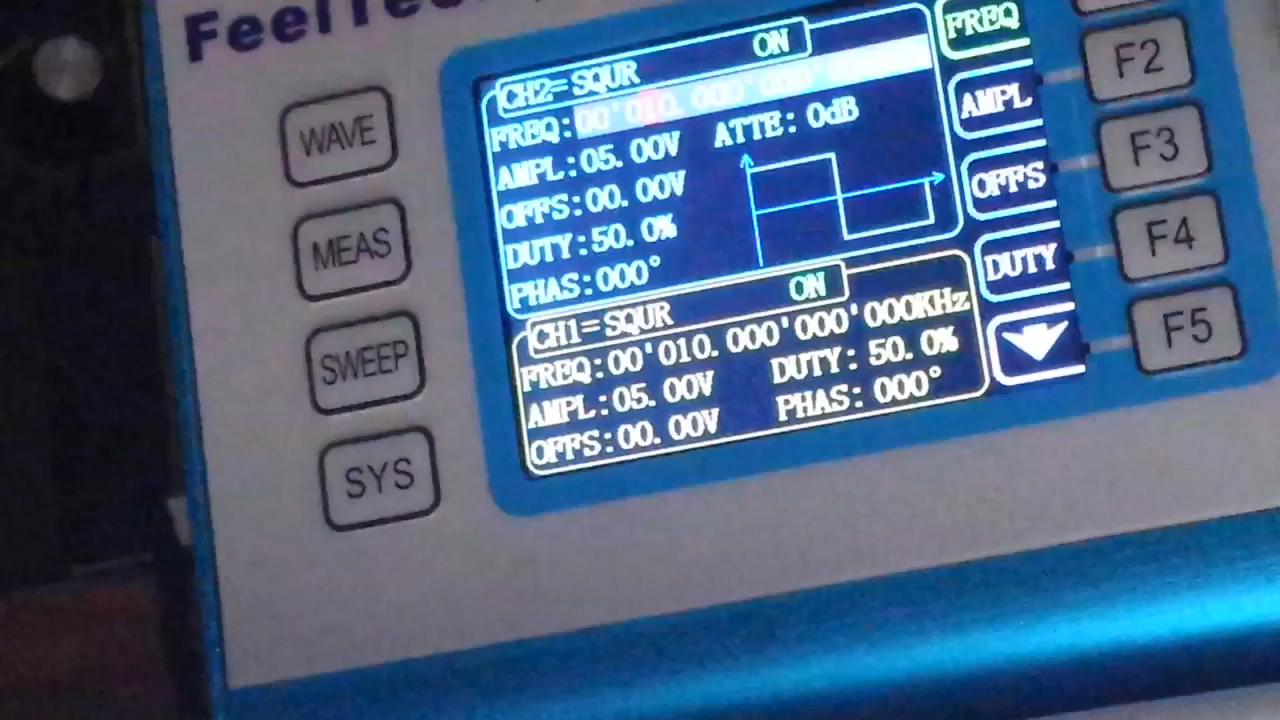 FeelTec
CH2=SQUR ON
FREQ:00'010.000'000'
AMPL:05.00V ATTE: 0dB
OFFS:00.00V
DUTY:50.0%
PHAS:000°
CH1=SQUR ON
FREQ:00'010.000'000'000KHz
AMPL:05.00V DUTY: 50.0%
OFFS:00.00V PHAS: 000°
FREQ
AMPL
OFFS
DUTY
WAVE
MEAS
SWEEP
SYS
F2
F3
F4
F5